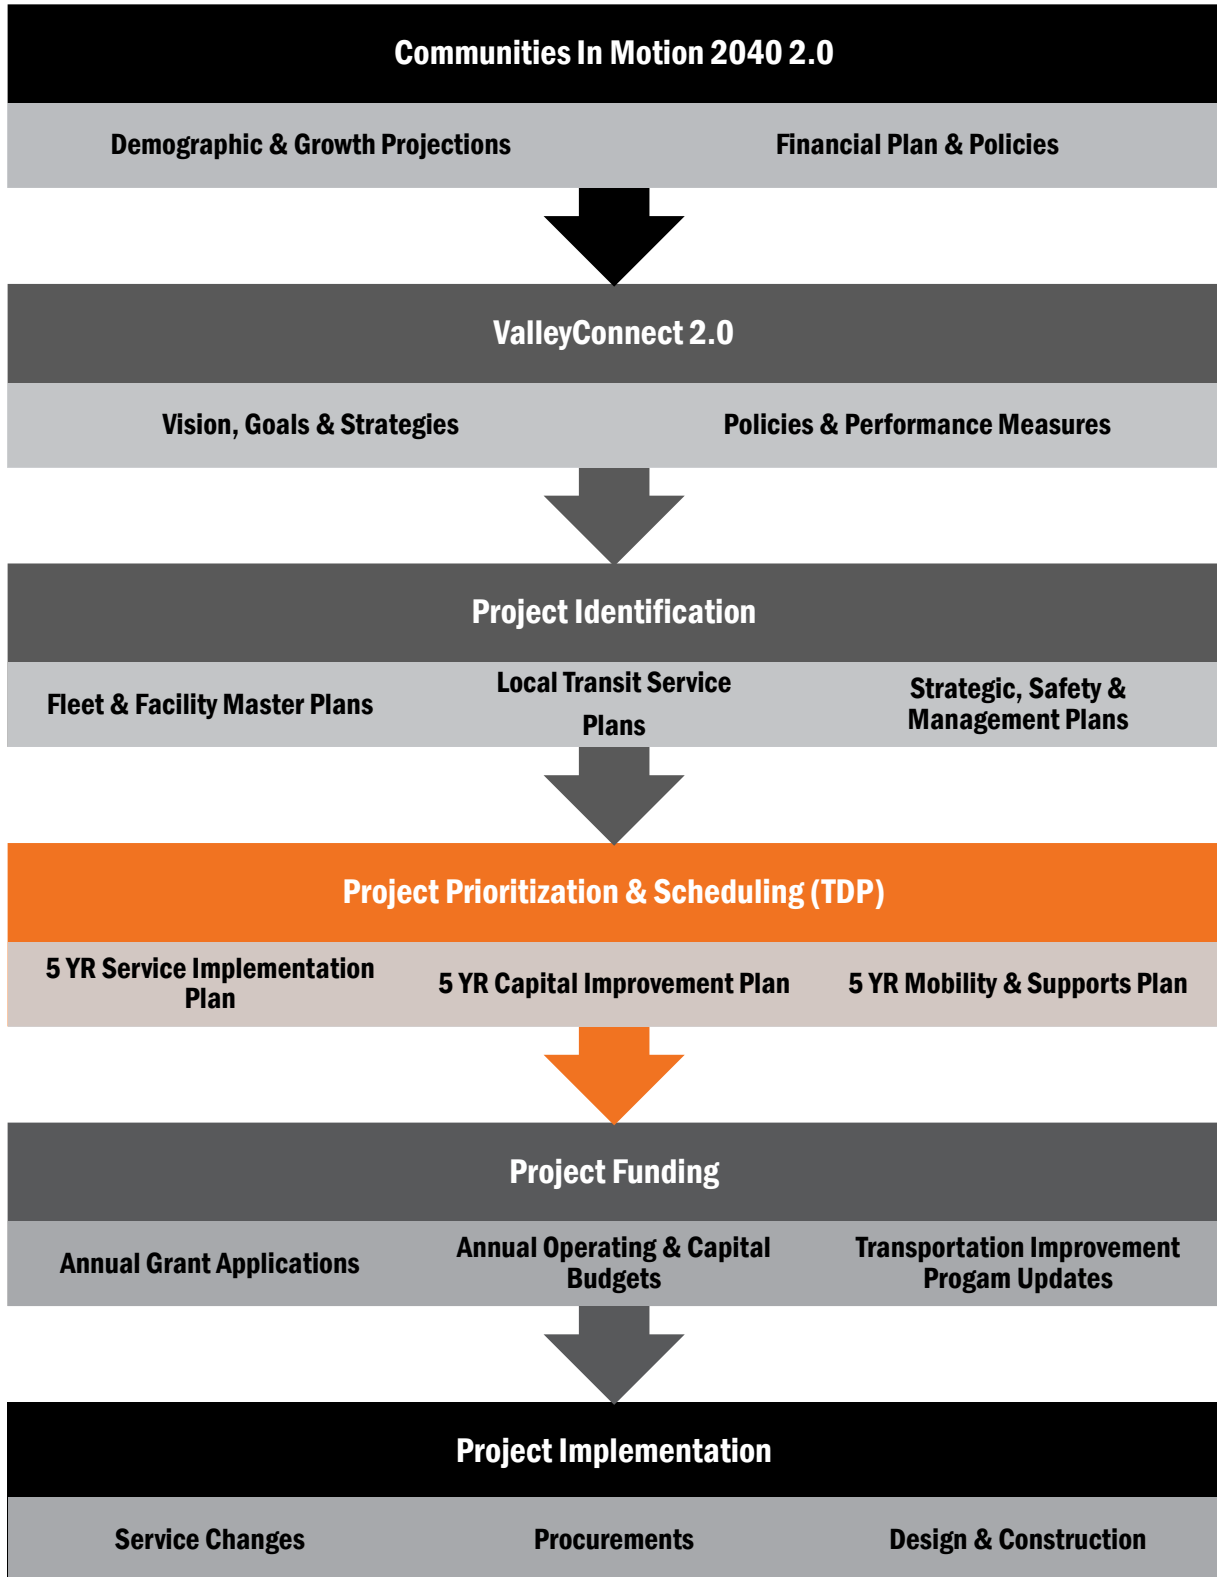 Communities In Motion 2040 2.0
Demographic & Growth Projections
Financial Plan & Policies
ValleyConnect 2.0
Vision, Goals & Strategies
Policies & Performance Measures
Project Identification
Fleet & Facility Master Plans
Local Transit Service
Plans
Strategic, Safety &
Management Plans
Project Prioritization & Scheduling (TDP)
5 YR Service Implementation
Plan
5 YR Capital Improvement Plan
5 YR Mobility & Supports Plan
Project Funding
Annual Grant Applications
Annual Operating & Capital
Budgets
Transportation Improvement
Progam Updates
Project Implementation
Service Changes
Procurements
Design & Construction